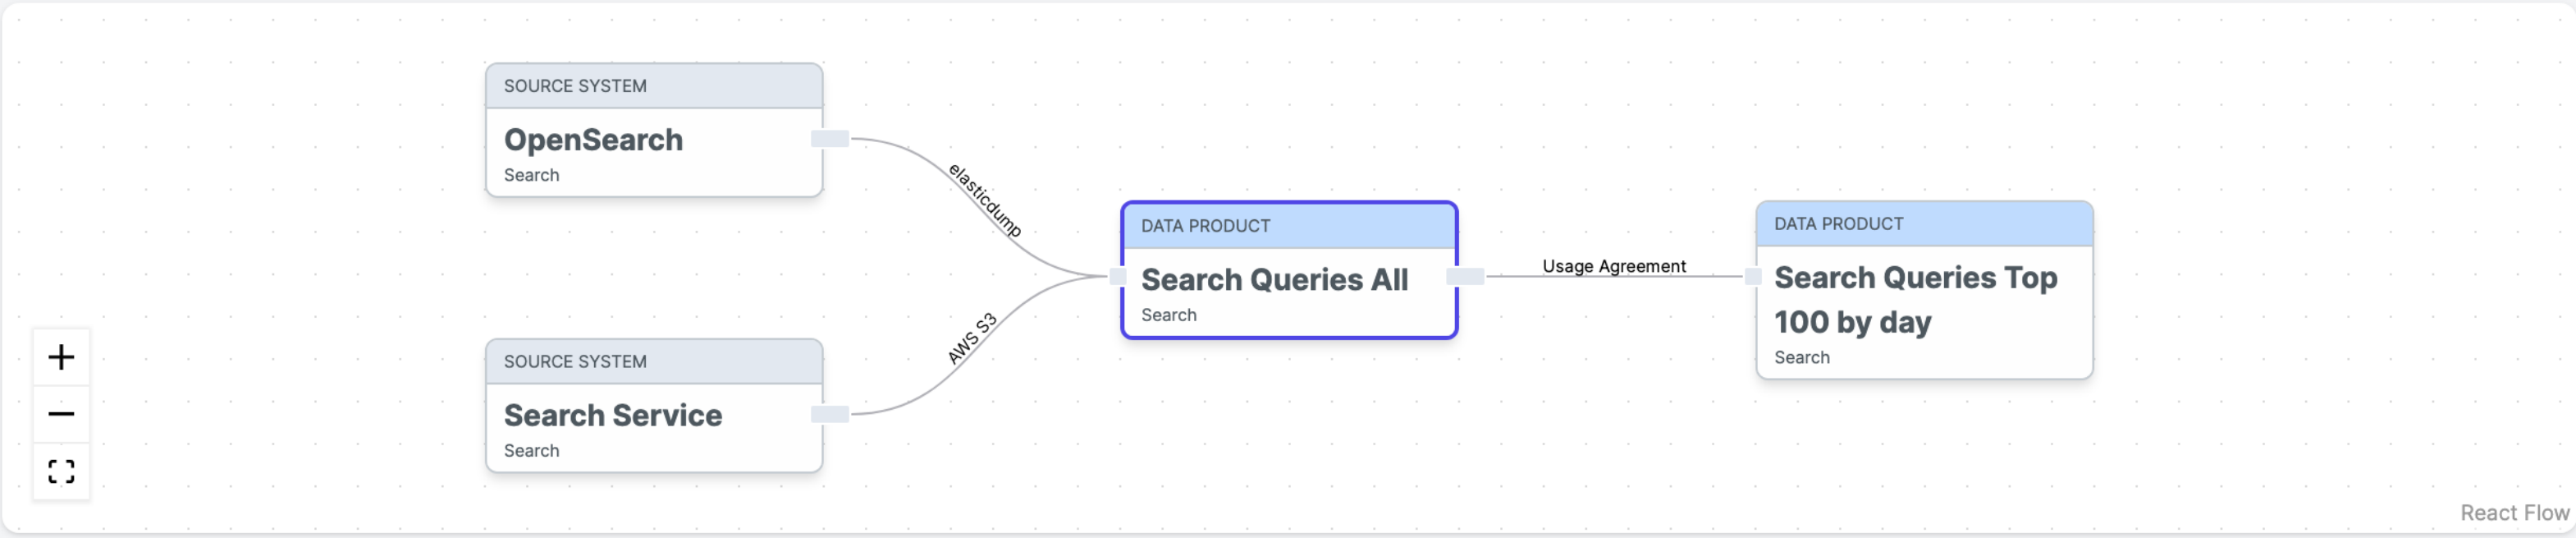 SOURCE SYSTEM
OpenSearch
Search
elasticdump
SOURCE SYSTEM
Search Service
Search
AWS S3
DATA PRODUCT
Search Queries All
Search
Usage Agreement
DATA PRODUCT
Search Queries Top
100 by day
Search
React Flow